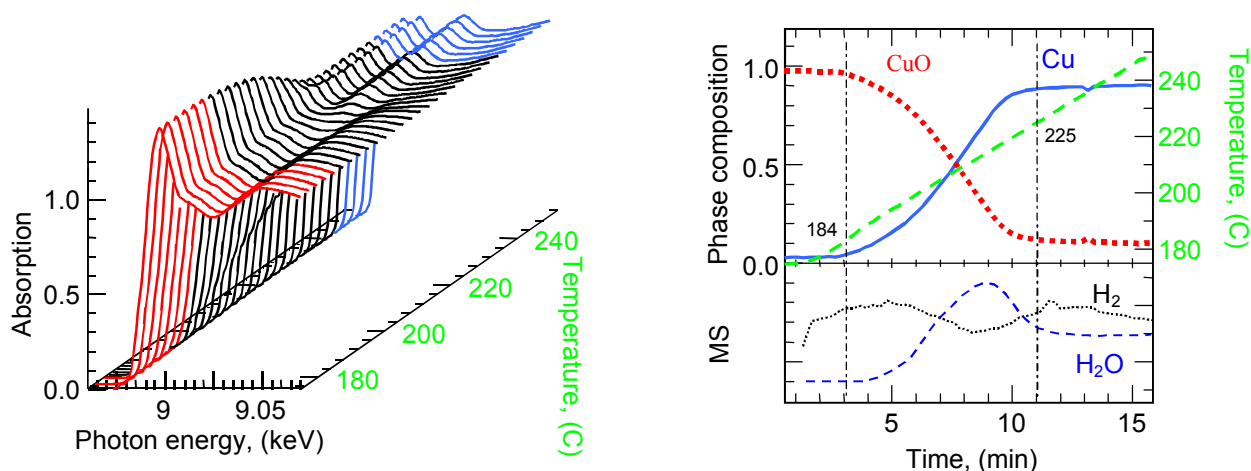 Absorption
1.0
0.5
0.0
9
9.05
Photon energy, (keV)
180
200
220
240
Temperature, (C)
Phase composition
1.0
0.5
0.0
CuO
Cu
184
225
240
220
200
180
Temperature, (C)
MS
H₂
H₂O
5
10
15
Time, (min)